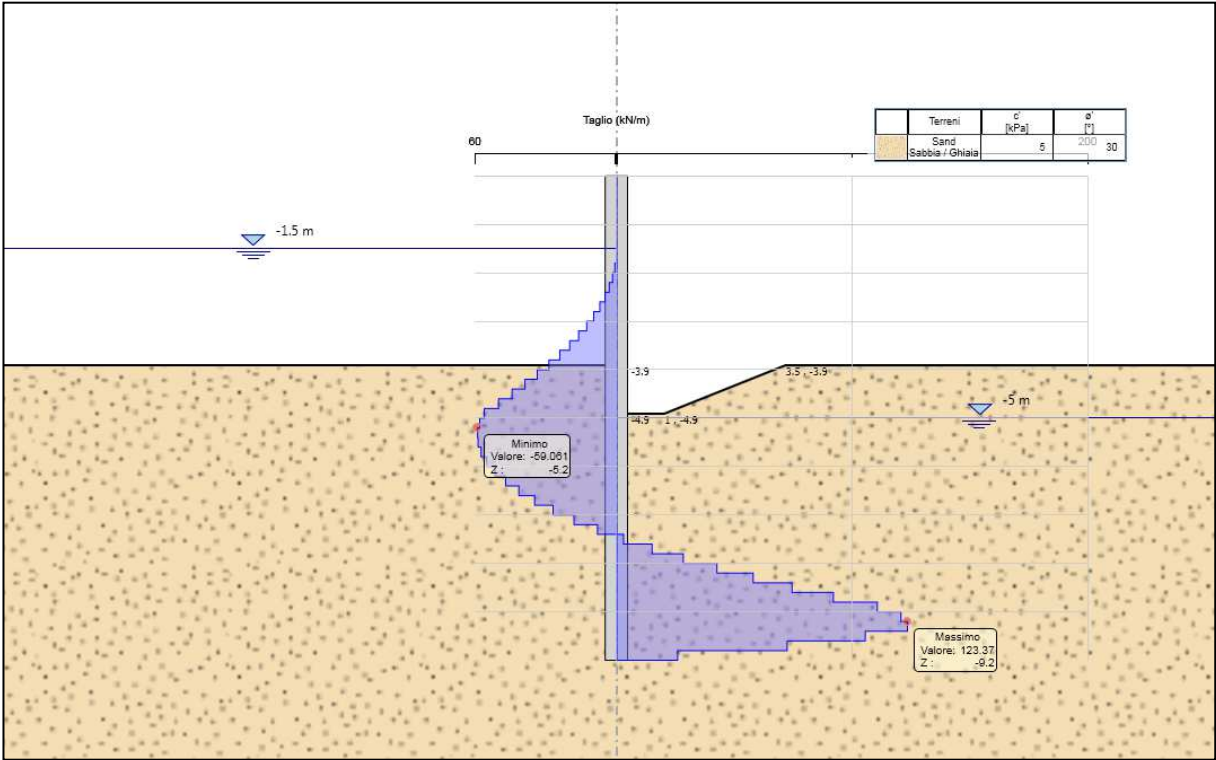 Taglio (kN/m)
60
200
Terreni
c'
[kPa]
ø'
[°]
Sand
Sabbia / Ghiaia
5
30
-1.5 m
-3.9
3.5 , -3.9
-4.9
1 , -4.9
-5 m
Minimo
Valore: -59.061
Z : -5.2
Massimo
Valore: 123.37
Z : -9.2